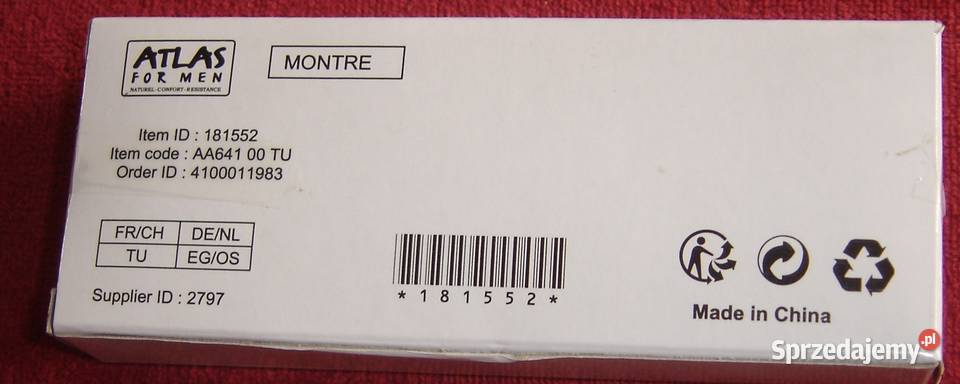 ATLAS
FOR MEN
NATUREL-CONFORT-RESISTANCE
MONTRE
Item ID : 181552
Item code : AA641 00 TU
Order ID : 4100011983
FR/CH DE/NL
TU EG/OS
Supplier ID : 2797
*181552*
Made in China
Sprzedajemy.pl